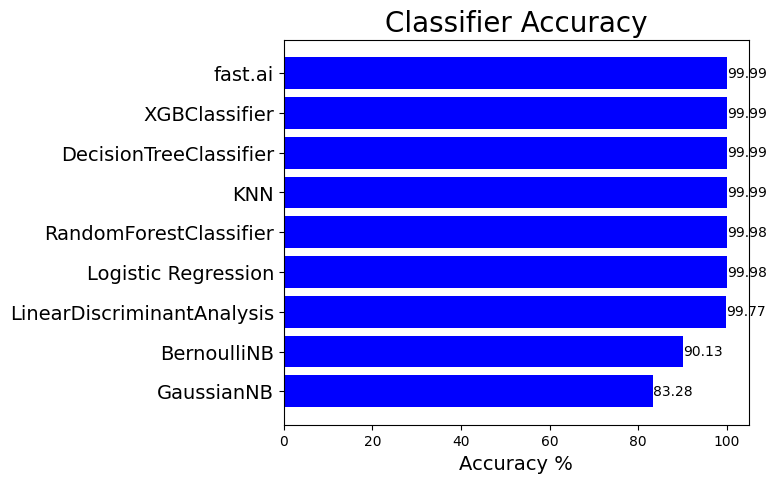 Classifier Accuracy
fast.ai 99.99
XGBClassifier 99.99
DecisionTreeClassifier 99.99
KNN 99.99
RandomForestClassifier 99.98
Logistic Regression 99.98
LinearDiscriminantAnalysis 99.77
BernoulliNB 90.13
GaussianNB 83.28
0 20 40 60 80 100
Accuracy %